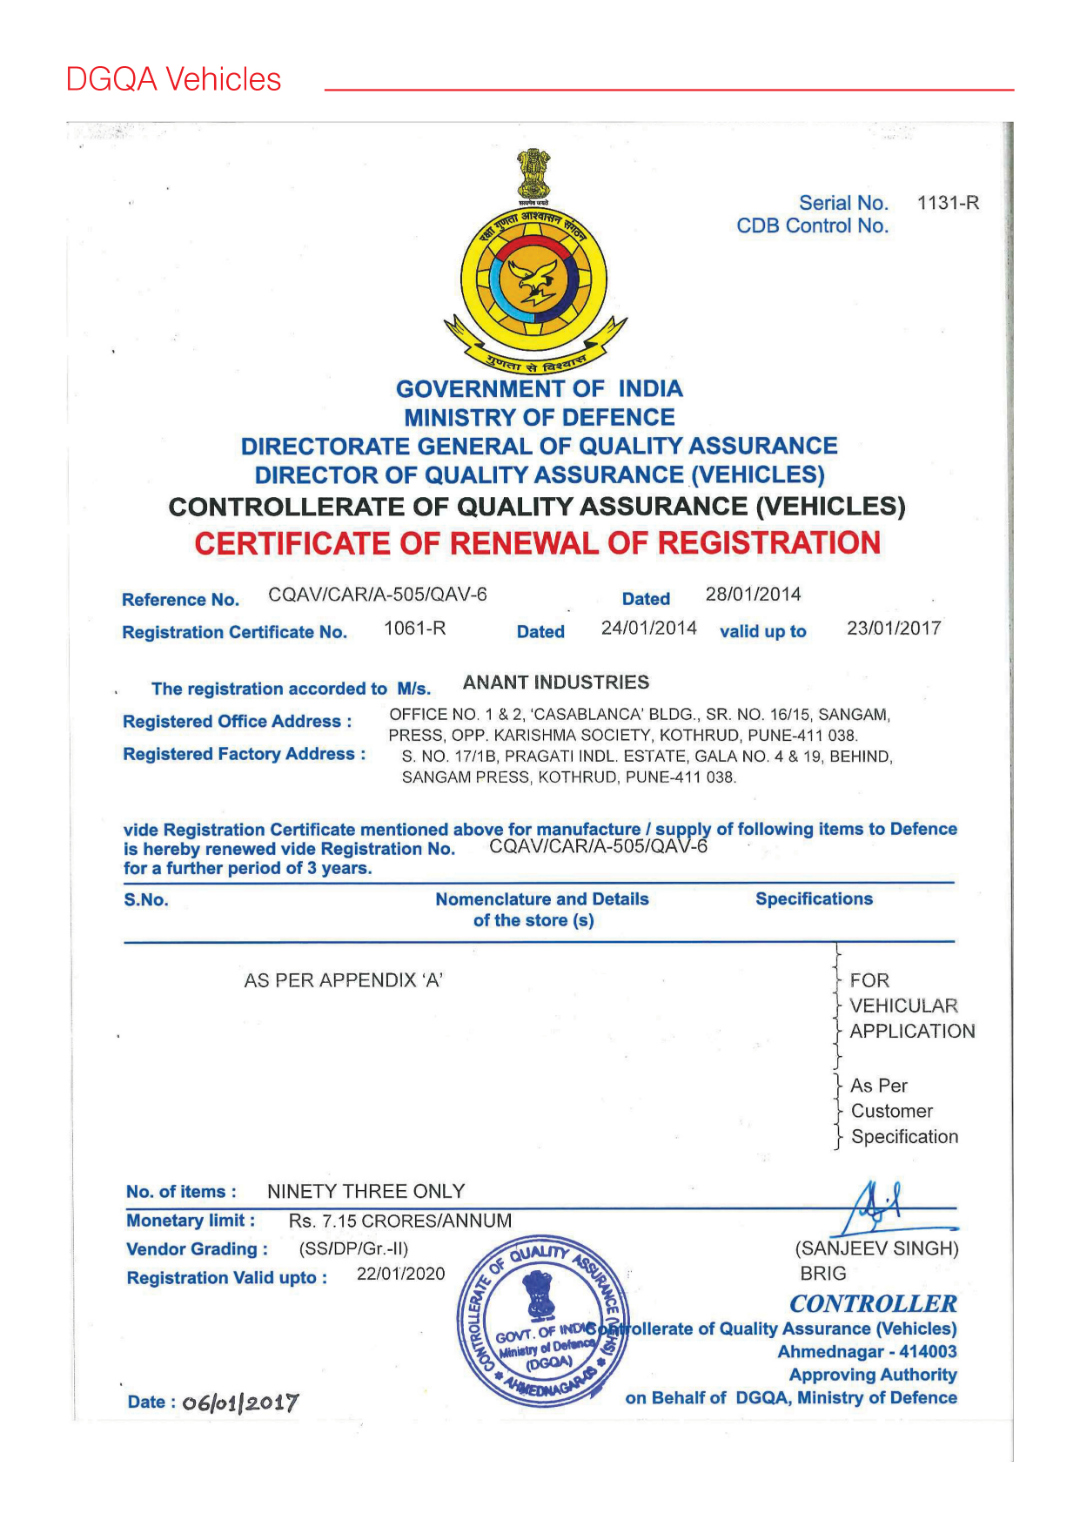 DGQA Vehicles
सत्यमेव जयते
रक्षा गुणता आश्वासन संगठन
गुणता से विश्वास
Serial No. 1131-R
CDB Control No.
GOVERNMENT OF INDIA
MINISTRY OF DEFENCE
DIRECTORATE GENERAL OF QUALITY ASSURANCE
DIRECTOR OF QUALITY ASSURANCE (VEHICLES)
CONTROLLERATE OF QUALITY ASSURANCE (VEHICLES)
CERTIFICATE OF RENEWAL OF REGISTRATION
Reference No. CQAV/CAR/A-505/QAV-6 Dated 28/01/2014
Registration Certificate No. 1061-R Dated 24/01/2014 valid up to 23/01/2017
The registration accorded to M/s. ANANT INDUSTRIES
Registered Office Address : OFFICE NO. 1 & 2, 'CASABLANCA' BLDG., SR. NO. 16/15, SANGAM,
PRESS, OPP. KARISHMA SOCIETY, KOTHRUD, PUNE-411 038.
Registered Factory Address : S. NO. 17/1B, PRAGATI INDL. ESTATE, GALA NO. 4 & 19, BEHIND,
SANGAM PRESS, KOTHRUD, PUNE-411 038.
vide Registration Certificate mentioned above for manufacture / supply of following items to Defence
is hereby renewed vide Registration No. CQAV/CAR/A-505/QAV-6
for a further period of 3 years.
S.No. Nomenclature and Details Specifications
of the store (s)
AS PER APPENDIX 'A' FOR
VEHICULAR
APPLICATION
As Per
Customer
Specification
No. of items : NINETY THREE ONLY
Monetary limit : Rs. 7.15 CRORES/ANNUM
Vendor Grading : (SS/DP/Gr.-II) (SANJEEV SINGH)
Registration Valid upto : 22/01/2020 BRIG
CONTROLLER
Controllerate of Quality Assurance (Vehicles)
Ahmednagar - 414003
Approving Authority
on Behalf of DGQA, Ministry of Defence
CONTROLLERATE OF QUALITY ASSURANCE (VEHS)
GOVT. OF INDIA
Ministry of Defence
(DGQA)
AHMEDNAGAR-03
Date : 06/01/2017